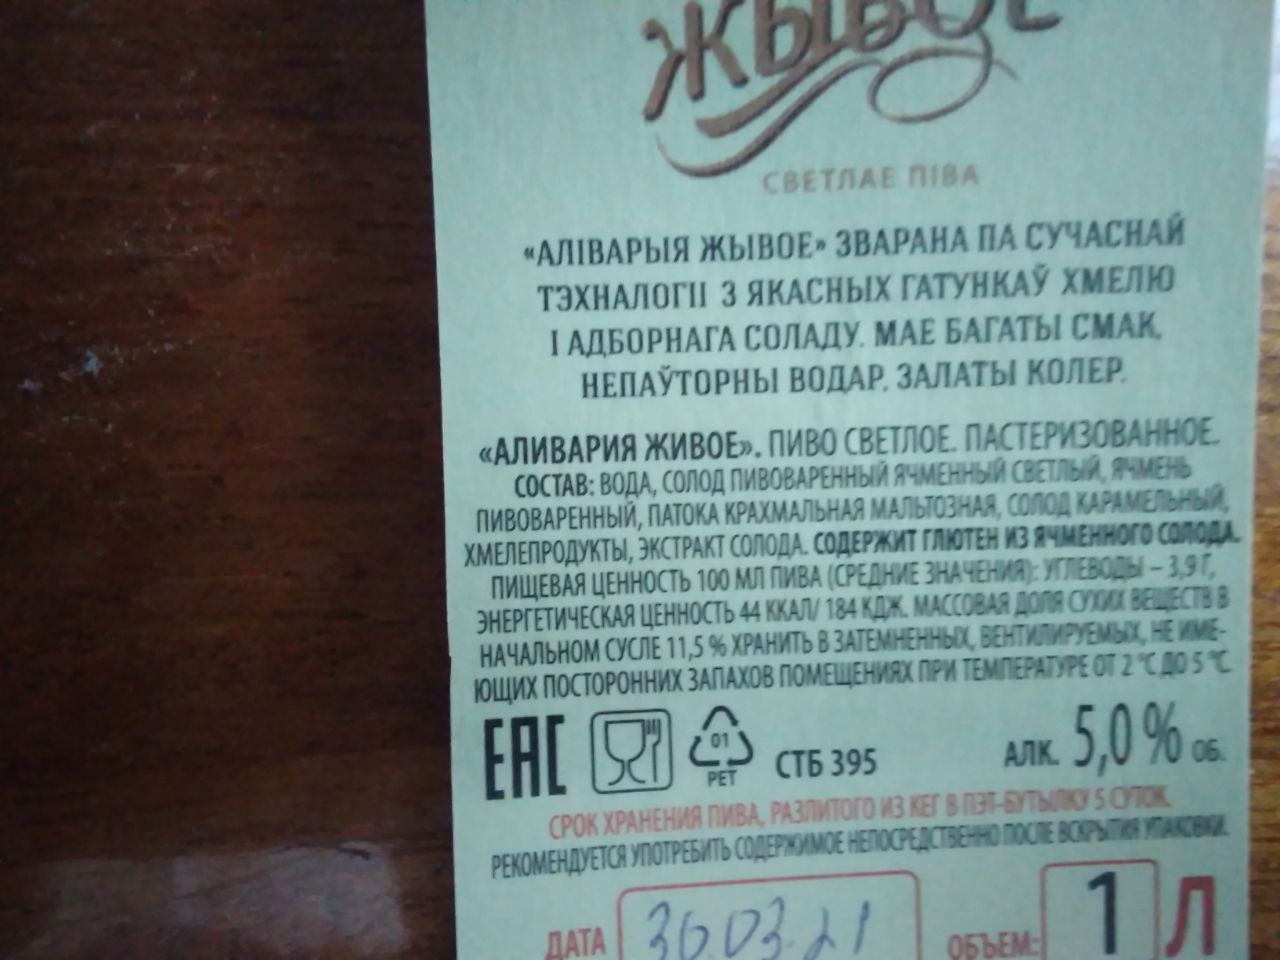 ЖЫВОЕ
СВЕТЛАЕ ПІВА
«АЛІВАРЫЯ ЖЫВОЕ» ЗВАРАНА ПА СУЧАСНАЙ
ТЭХНАЛОГІІ З ЯКАСНЫХ ГАТУНКАЎ ХМЕЛЮ
І АДБОРНАГА СОЛАДУ. МАЕ БАГАТЫ СМАК,
НЕПАЎТОРНЫ ВОДАР. ЗАЛАТЫ КОЛЕР.
«АЛИВАРИЯ ЖИВОЕ». ПИВО СВЕТЛОЕ. ПАСТЕРИЗОВАННОЕ.
СОСТАВ: ВОДА, СОЛОД ПИВОВАРЕННЫЙ ЯЧМЕННЫЙ СВЕТЛЫЙ, ЯЧМЕНЬ
ПИВОВАРЕННЫЙ, ПАТОКА КРАХМАЛЬНАЯ МАЛЬТОЗНАЯ, СОЛОД КАРАМЕЛЬНЫЙ,
ХМЕЛЕПРОДУКТЫ, ЭКСТРАКТ СОЛОДА. СОДЕРЖИТ ГЛЮТЕН ИЗ ЯЧМЕННОГО СОЛОДА.
ПИЩЕВАЯ ЦЕННОСТЬ 100 МЛ ПИВА (СРЕДНИЕ ЗНАЧЕНИЯ): УГЛЕВОДЫ – 3,9 Г,
ЭНЕРГЕТИЧЕСКАЯ ЦЕННОСТЬ 44 ККАЛ/ 184 КДЖ. МАССОВАЯ ДОЛЯ СУХИХ ВЕЩЕСТВ В
НАЧАЛЬНОМ СУСЛЕ 11,5 % ХРАНИТЬ В ЗАТЕМНЕННЫХ, ВЕНТИЛИРУЕМЫХ, НЕ ИМЕ-
ЮЩИХ ПОСТОРОННИХ ЗАПАХОВ ПОМЕЩЕНИЯХ ПРИ ТЕМПЕРАТУРЕ ОТ 2 °С ДО 5 °С
EAC 01 PET СТБ 395 АЛК. 5,0 % ОБ.
СРОК ХРАНЕНИЯ ПИВА, РАЗЛИТОГО ИЗ КЕГ В ПЭТ-БУТЫЛКУ 5 СУТОК.
РЕКОМЕНДУЕТСЯ УПОТРЕБИТЬ СОДЕРЖИМОЕ НЕПОСРЕДСТВЕННО ПОСЛЕ ВСКРЫТИЯ УПАКОВКИ.
ДАТА 30.03.21 ОБЪЕМ: 1 Л